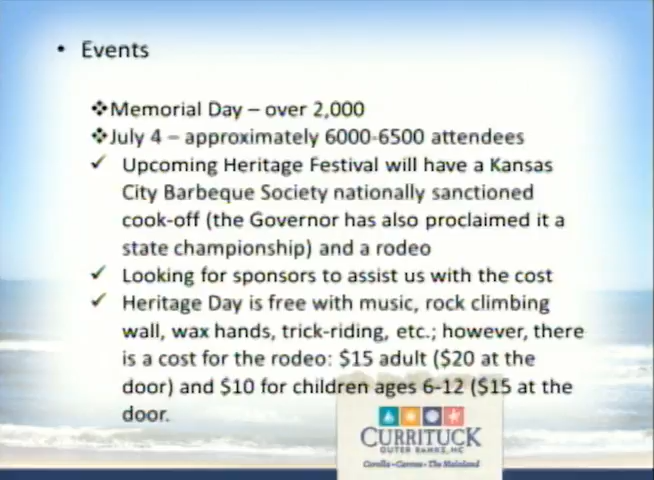 • Events
❖Memorial Day – over 2,000
❖July 4 – approximately 6000-6500 attendees
✓ Upcoming Heritage Festival will have a Kansas
City Barbeque Society nationally sanctioned
cook-off (the Governor has also proclaimed it a
state championship) and a rodeo
✓ Looking for sponsors to assist us with the cost
✓ Heritage Day is free with music, rock climbing
wall, wax hands, trick-riding, etc.; however, there
is a cost for the rodeo: $15 adult ($20 at the
door) and $10 for children ages 6-12 ($15 at the
door.
CURRITUCK
OUTER BANKS, NC
Corolla • Carova • The Mainland